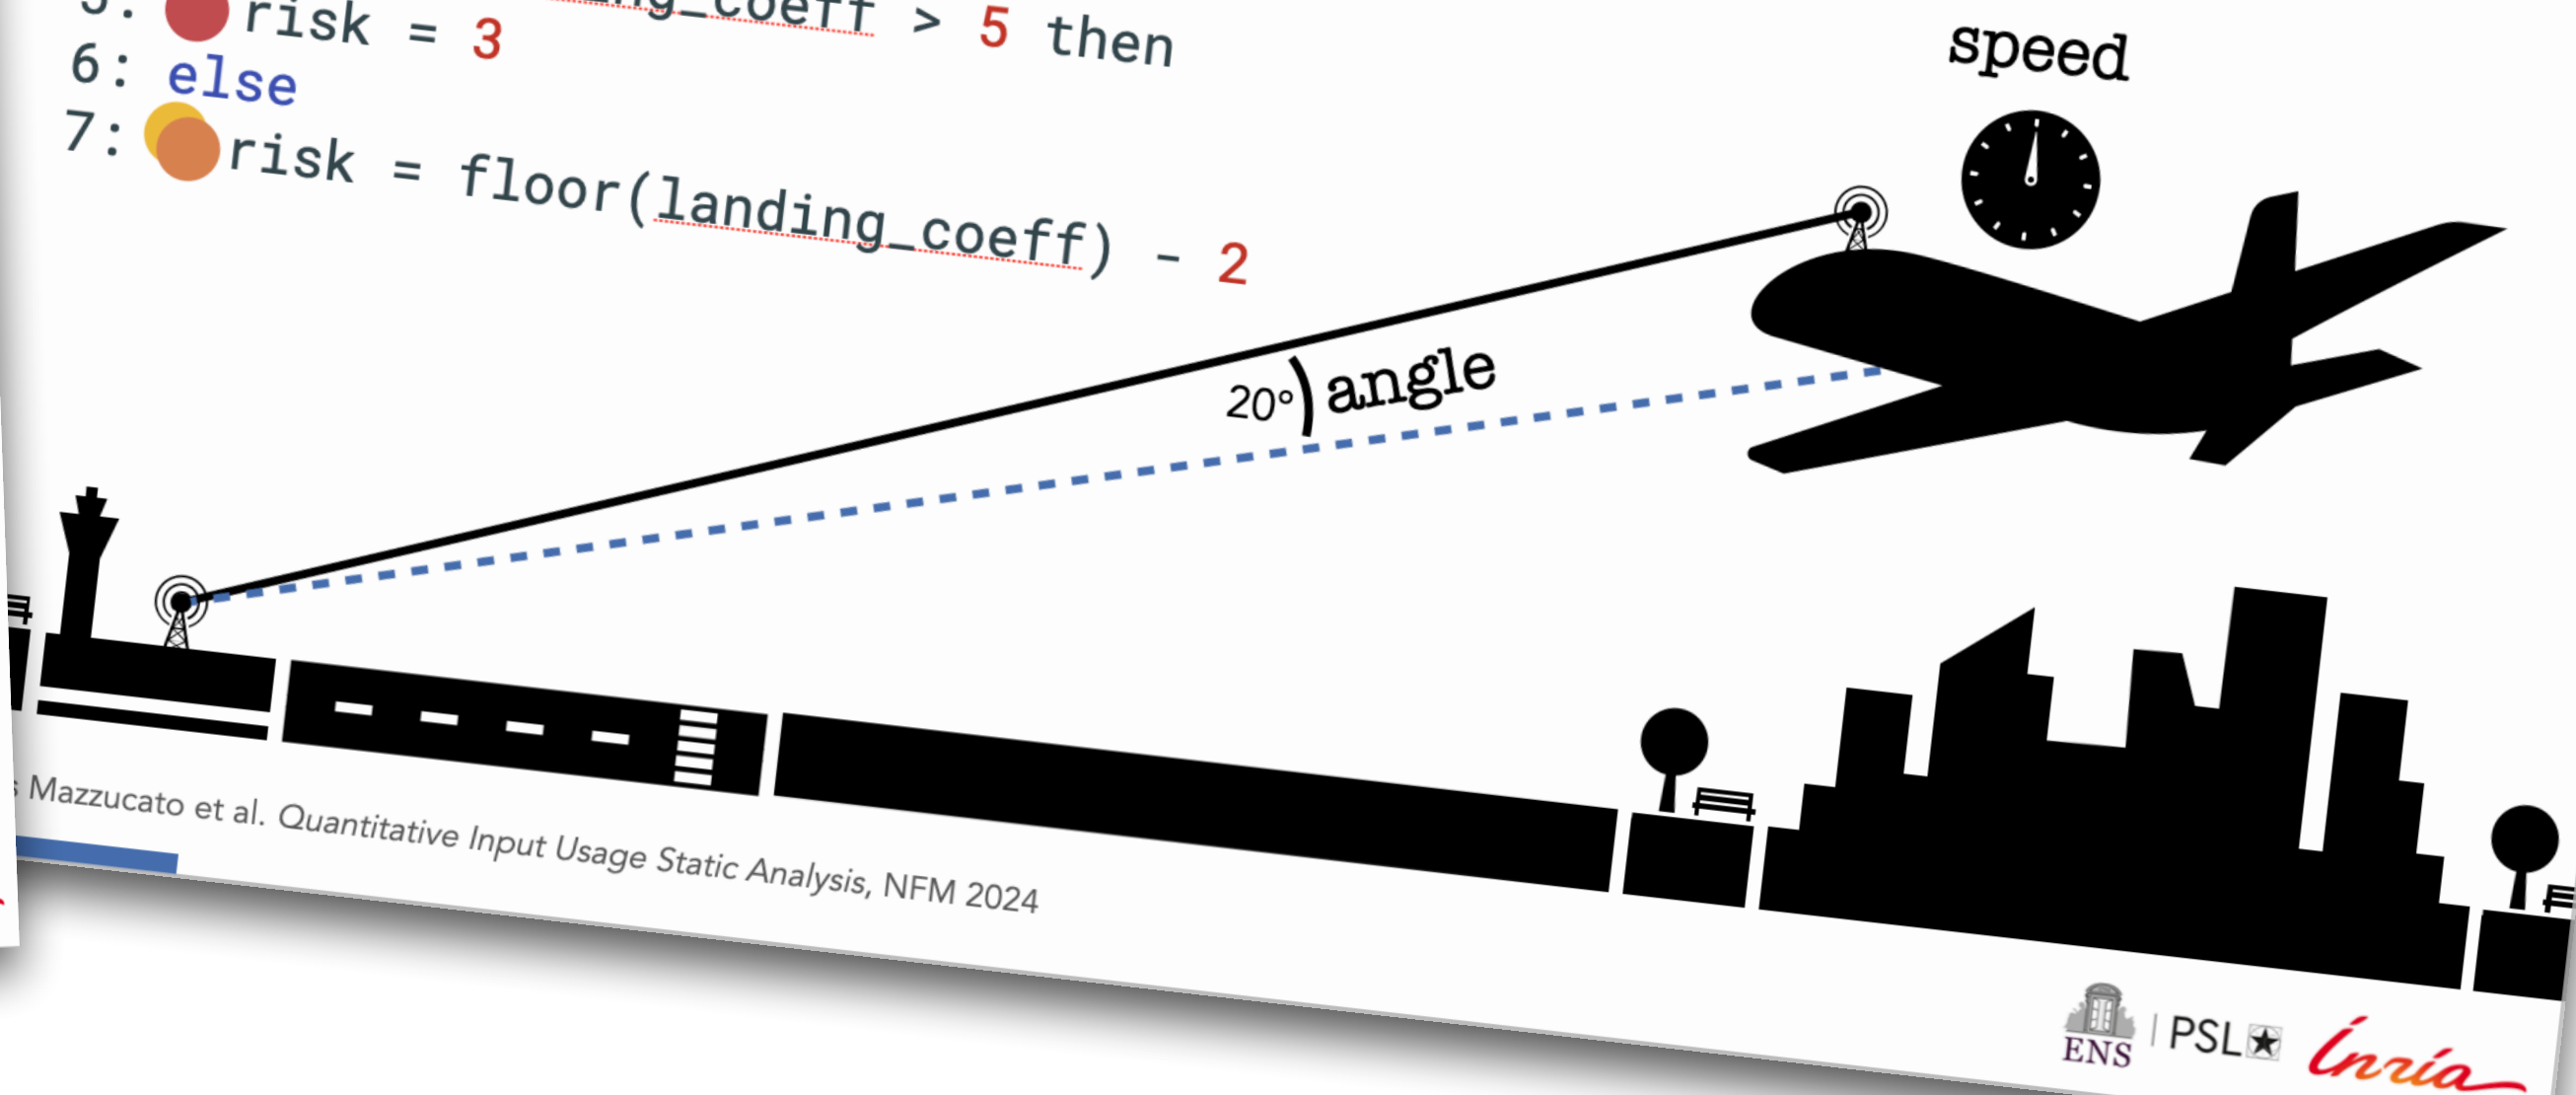 risk = 3
ing_coeff > 5 then
6: else
7: risk = floor(landing_coeff) - 2
speed
20°
angle
Mazzucato et al. Quantitative Input Usage Static Analysis, NFM 2024
ENS
PSL
Inria